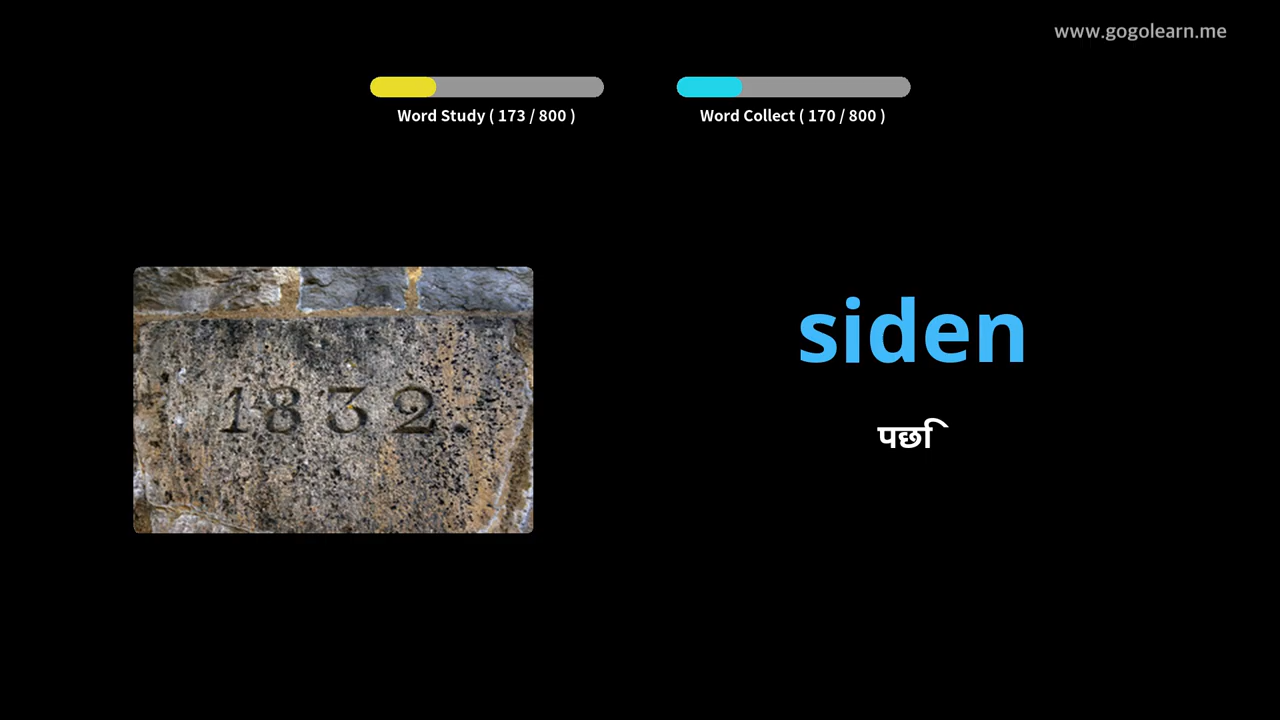 www.gogolearn.me
Word Study ( 173 / 800 )
Word Collect ( 170 / 800 )
1832
siden
पछि